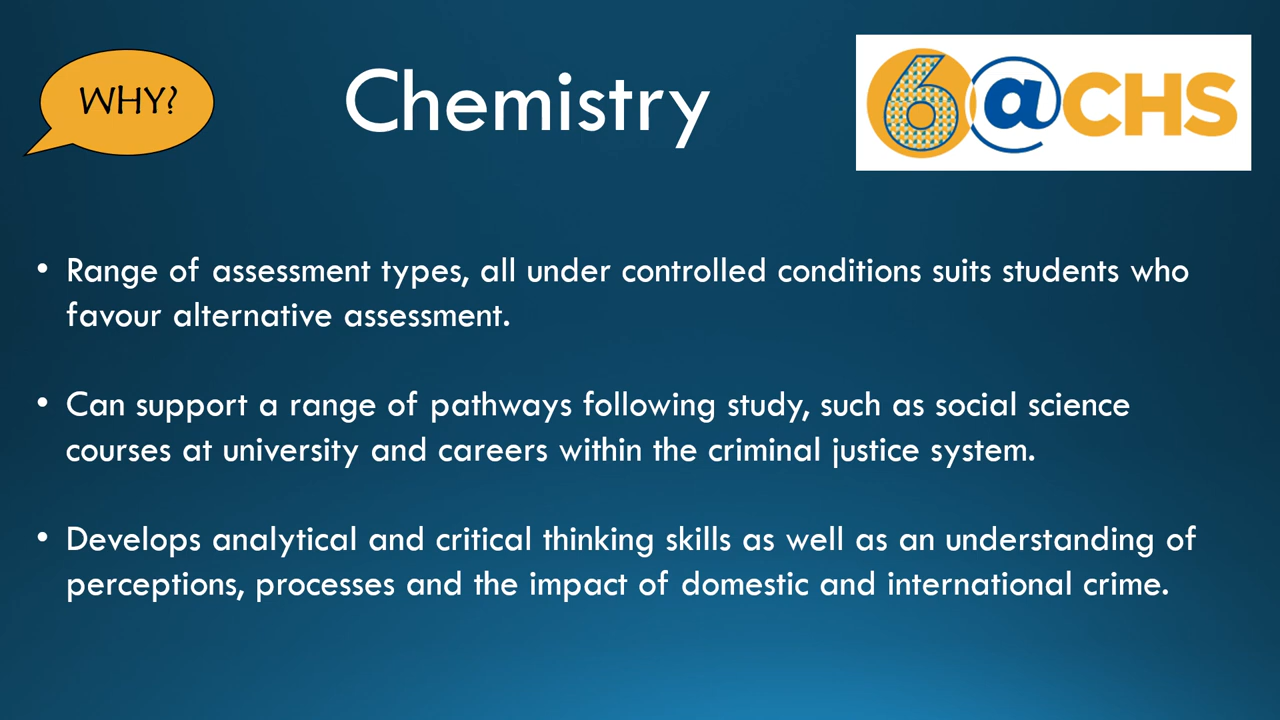 WHY?
Chemistry
6@CHS
• Range of assessment types, all under controlled conditions suits students who
favour alternative assessment.
• Can support a range of pathways following study, such as social science
courses at university and careers within the criminal justice system.
• Develops analytical and critical thinking skills as well as an understanding of
perceptions, processes and the impact of domestic and international crime.